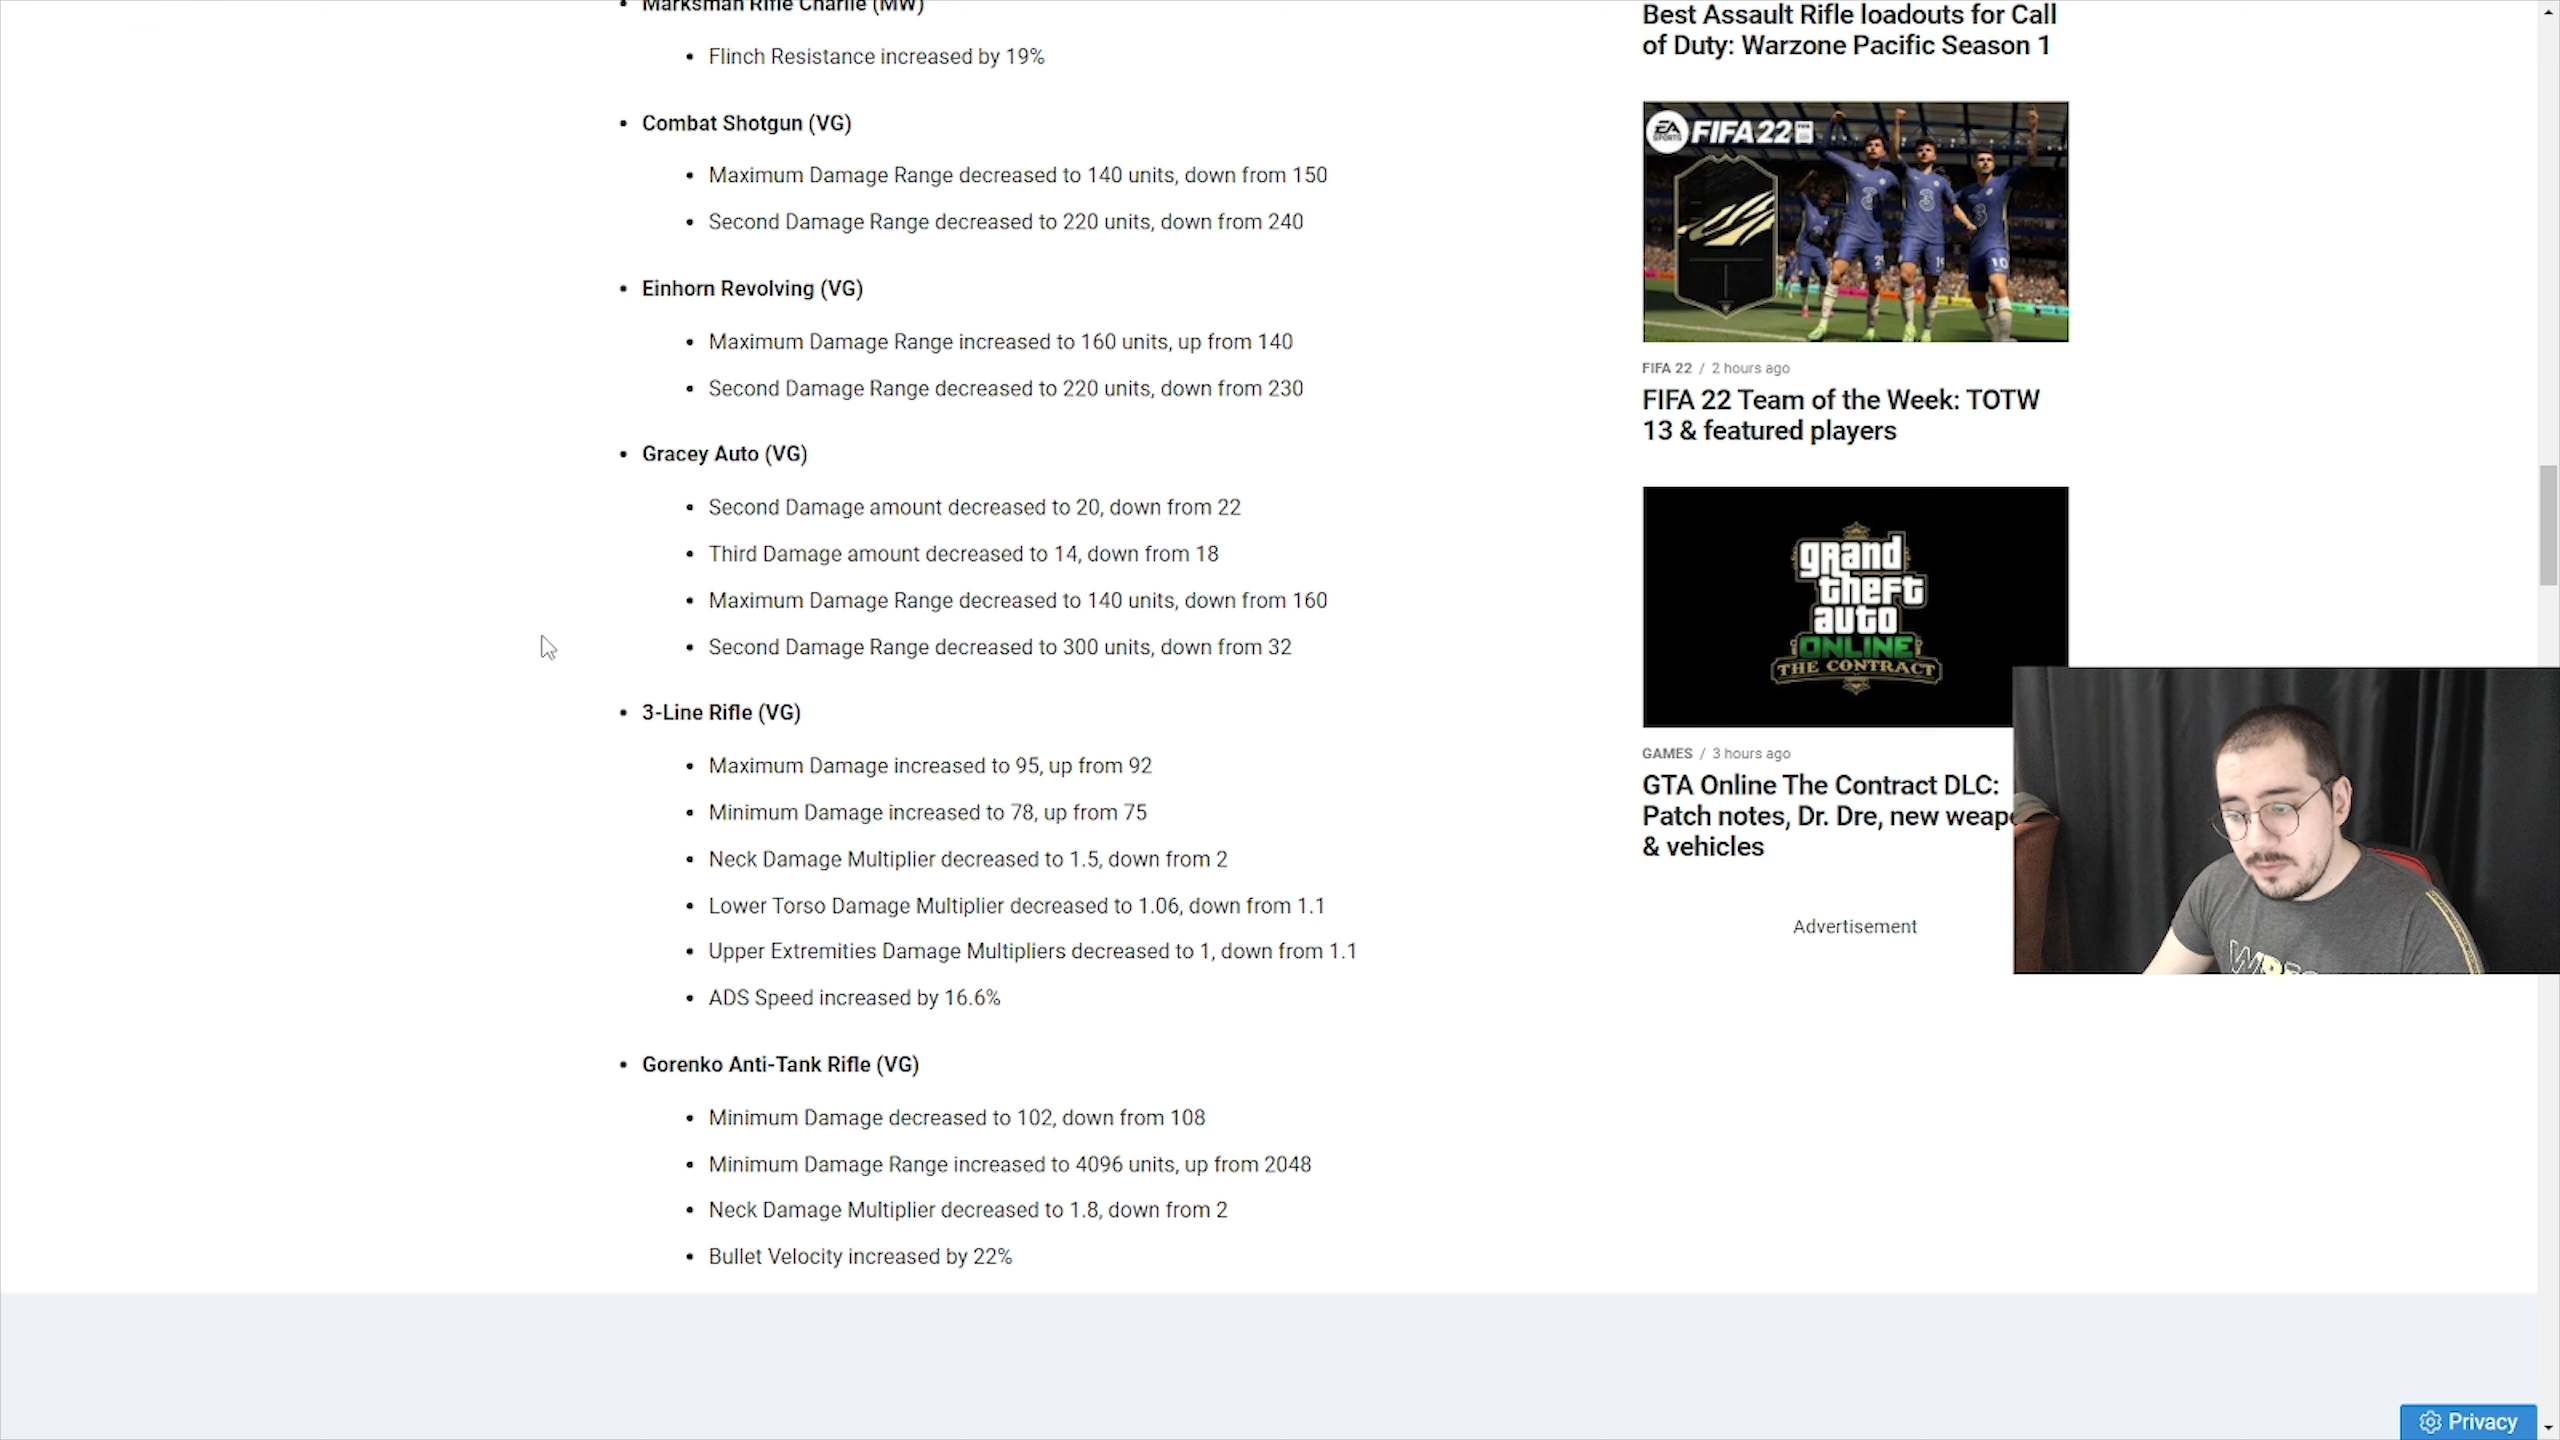 Marksman Rifle Charlie (MW)
Flinch Resistance increased by 19%
Combat Shotgun (VG)
Maximum Damage Range decreased to 140 units, down from 150
Second Damage Range decreased to 220 units, down from 240
Einhorn Revolving (VG)
Maximum Damage Range increased to 160 units, up from 140
Second Damage Range decreased to 220 units, down from 230
Gracey Auto (VG)
Second Damage amount decreased to 20, down from 22
Third Damage amount decreased to 14, down from 18
Maximum Damage Range decreased to 140 units, down from 160
Second Damage Range decreased to 300 units, down from 32
3-Line Rifle (VG)
Maximum Damage increased to 95, up from 92
Minimum Damage increased to 78, up from 75
Neck Damage Multiplier decreased to 1.5, down from 2
Lower Torso Damage Multiplier decreased to 1.06, down from 1.1
Upper Extremities Damage Multipliers decreased to 1, down from 1.1
ADS Speed increased by 16.6%
Gorenko Anti-Tank Rifle (VG)
Minimum Damage decreased to 102, down from 108
Minimum Damage Range increased to 4096 units, up from 2048
Neck Damage Multiplier decreased to 1.8, down from 2
Bullet Velocity increased by 22%
Best Assault Rifle loadouts for Call
of Duty: Warzone Pacific Season 1
EA SPORTS FIFA 22
FIFA 22 / 2 hours ago
FIFA 22 Team of the Week: TOTW
13 & featured players
grand
theft
auto
ONLINE
THE CONTRACT
GAMES / 3 hours ago
GTA Online The Contract DLC:
Patch notes, Dr. Dre, new weap
& vehicles
Advertisement
Privacy